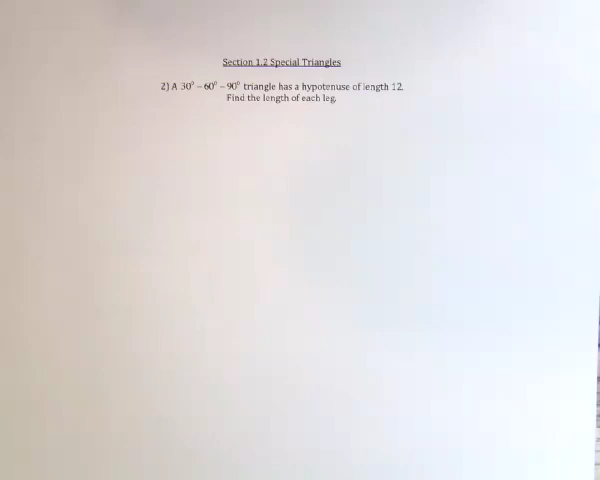 Section 1.2 Special Triangles
2) A 30° – 60° – 90° triangle has a hypotenuse of length 12.
Find the length of each leg.